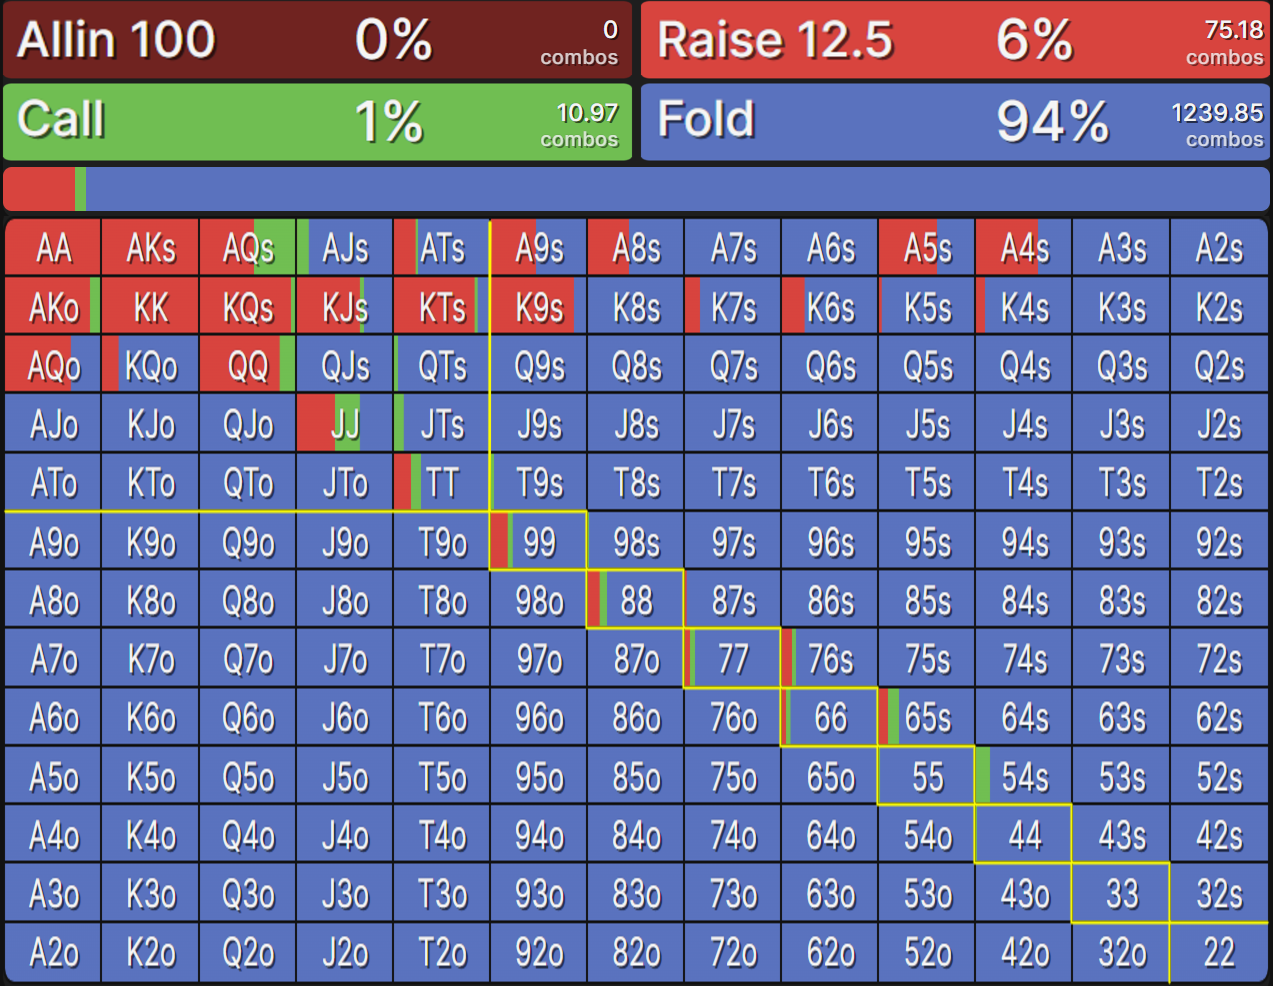 Allin 100 0% 0 combos Raise 12.5 6% 75.18 combos
Call 1% 10.97 combos Fold 94% 1239.85 combos
AA AKs AQs AJs ATs A9s A8s A7s A6s A5s A4s A3s A2s
AKo KK KQs KJs KTs K9s K8s K7s K6s K5s K4s K3s K2s
AQo KQo QQ QJs QTs Q9s Q8s Q7s Q6s Q5s Q4s Q3s Q2s
AJo KJo QJo JJ JTs J9s J8s J7s J6s J5s J4s J3s J2s
ATo KTo QTo JTo TT T9s T8s T7s T6s T5s T4s T3s T2s
A9o K9o Q9o J9o T9o 99 98s 97s 96s 95s 94s 93s 92s
A8o K8o Q8o J8o T8o 98o 88 87s 86s 85s 84s 83s 82s
A7o K7o Q7o J7o T7o 97o 87o 77 76s 75s 74s 73s 72s
A6o K6o Q6o J6o T6o 96o 86o 76o 66 65s 64s 63s 62s
A5o K5o Q5o J5o T5o 95o 85o 75o 65o 55 54s 53s 52s
A4o K4o Q4o J4o T4o 94o 84o 74o 64o 54o 44 43s 42s
A3o K3o Q3o J3o T3o 93o 83o 73o 63o 53o 43o 33 32s
A2o K2o Q2o J2o T2o 92o 82o 72o 62o 52o 42o 32o 22